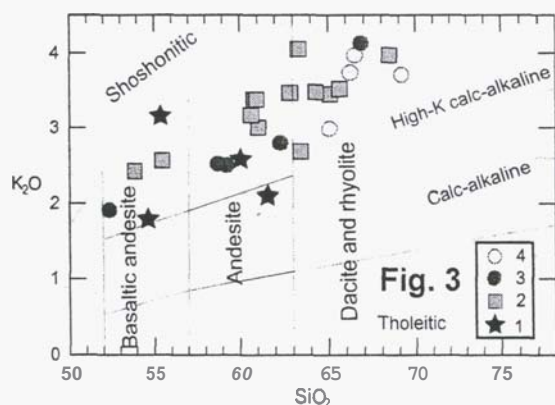 4
3
2
1
0
K₂O
50
55
60
65
70
75
SiO₂
Shoshonitic
High-K calc-alkaline
Calc-alkaline
Tholeitic
Basaltic andesite
Andesite
Dacite and rhyolite
Fig. 3
4
3
2
1